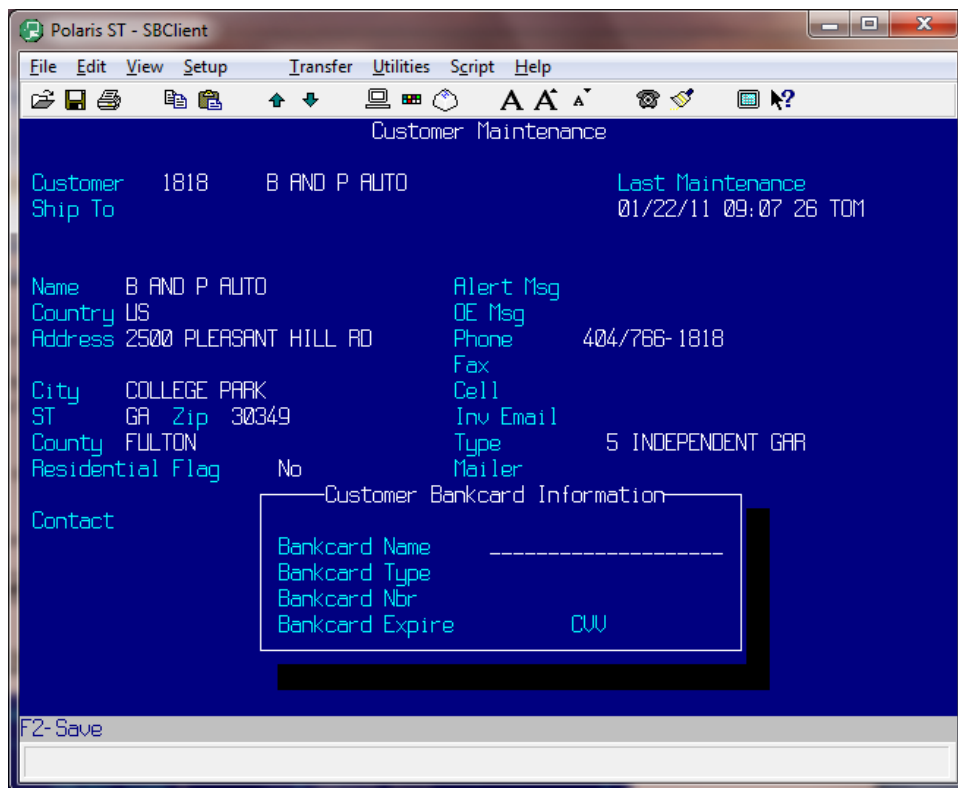 Polaris ST - SBClient
File Edit View Setup Transfer Utilities Script Help
A A A
Customer Maintenance
Customer 1818 B AND P AUTO Last Maintenance
Ship To 01/22/11 09:07 26 TOM
Name B AND P AUTO Alert Msg
Country US OE Msg
Address 2500 PLEASANT HILL RD Phone 404/766-1818
Fax
City COLLEGE PARK Cell
ST GA Zip 30349 Inv Email
County FULTON Type 5 INDEPENDENT GAR
Residential Flag No Mailer
Customer Bankcard Information
Contact
Bankcard Name ____________________
Bankcard Type
Bankcard Nbr
Bankcard Expire CVV
F2-Save